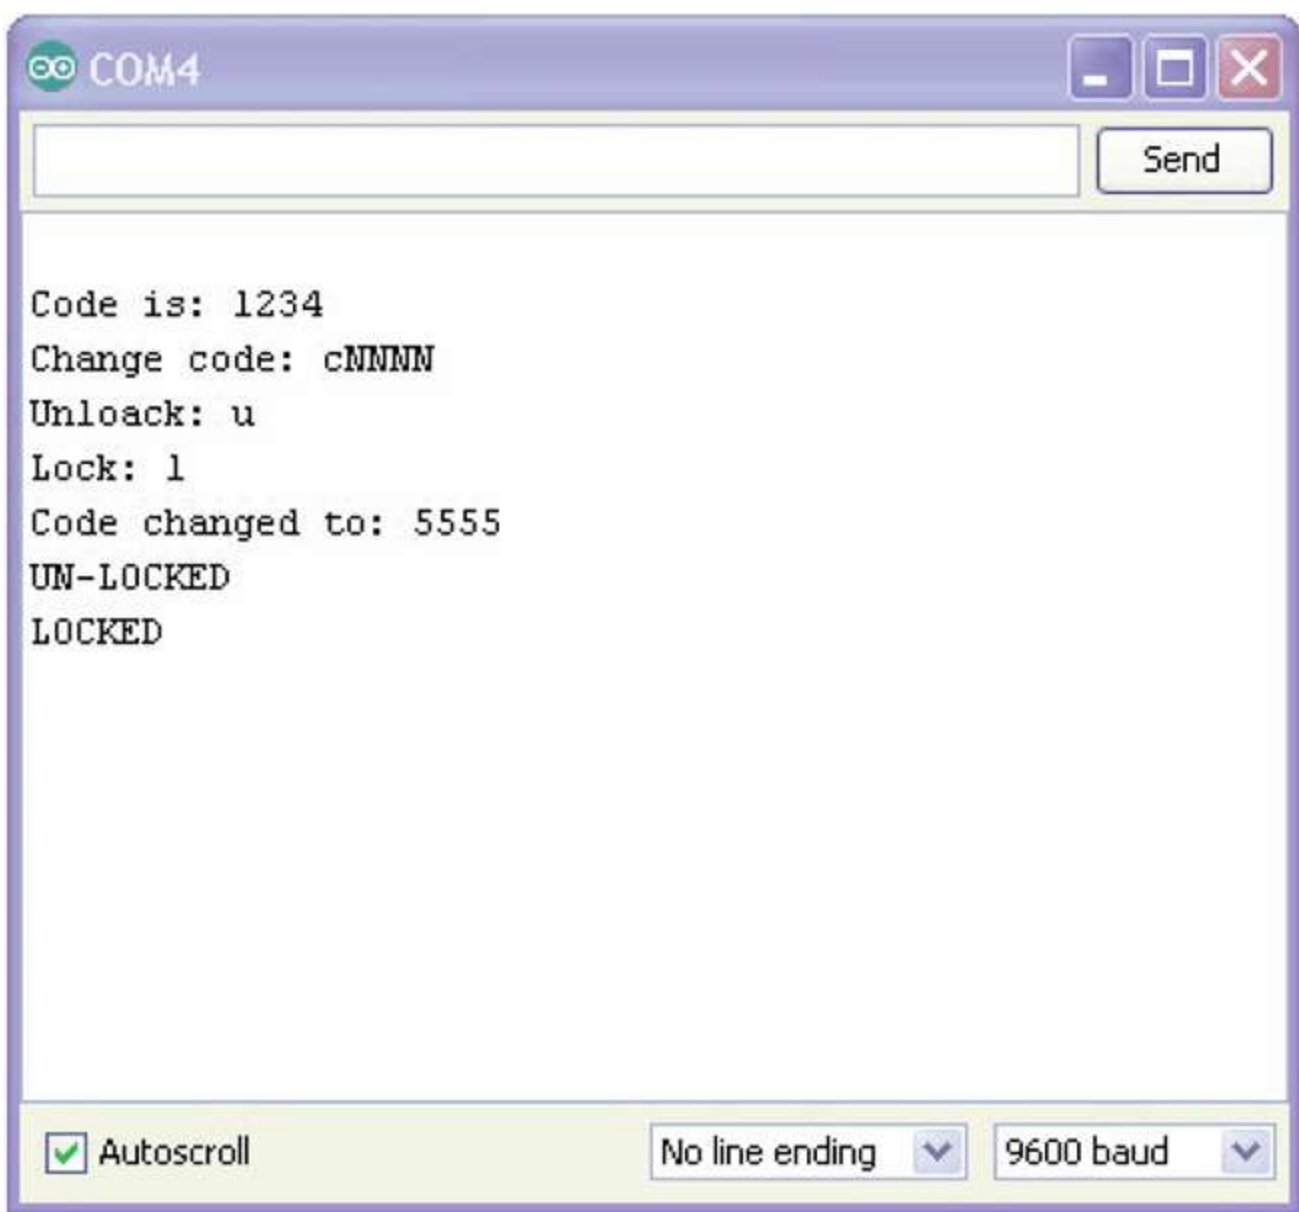 COM4
Send
Code is: 1234
Change code: cNNNN
Unloack: u
Lock: l
Code changed to: 5555
UN-LOCKED
LOCKED
Autoscroll
No line ending
9600 baud